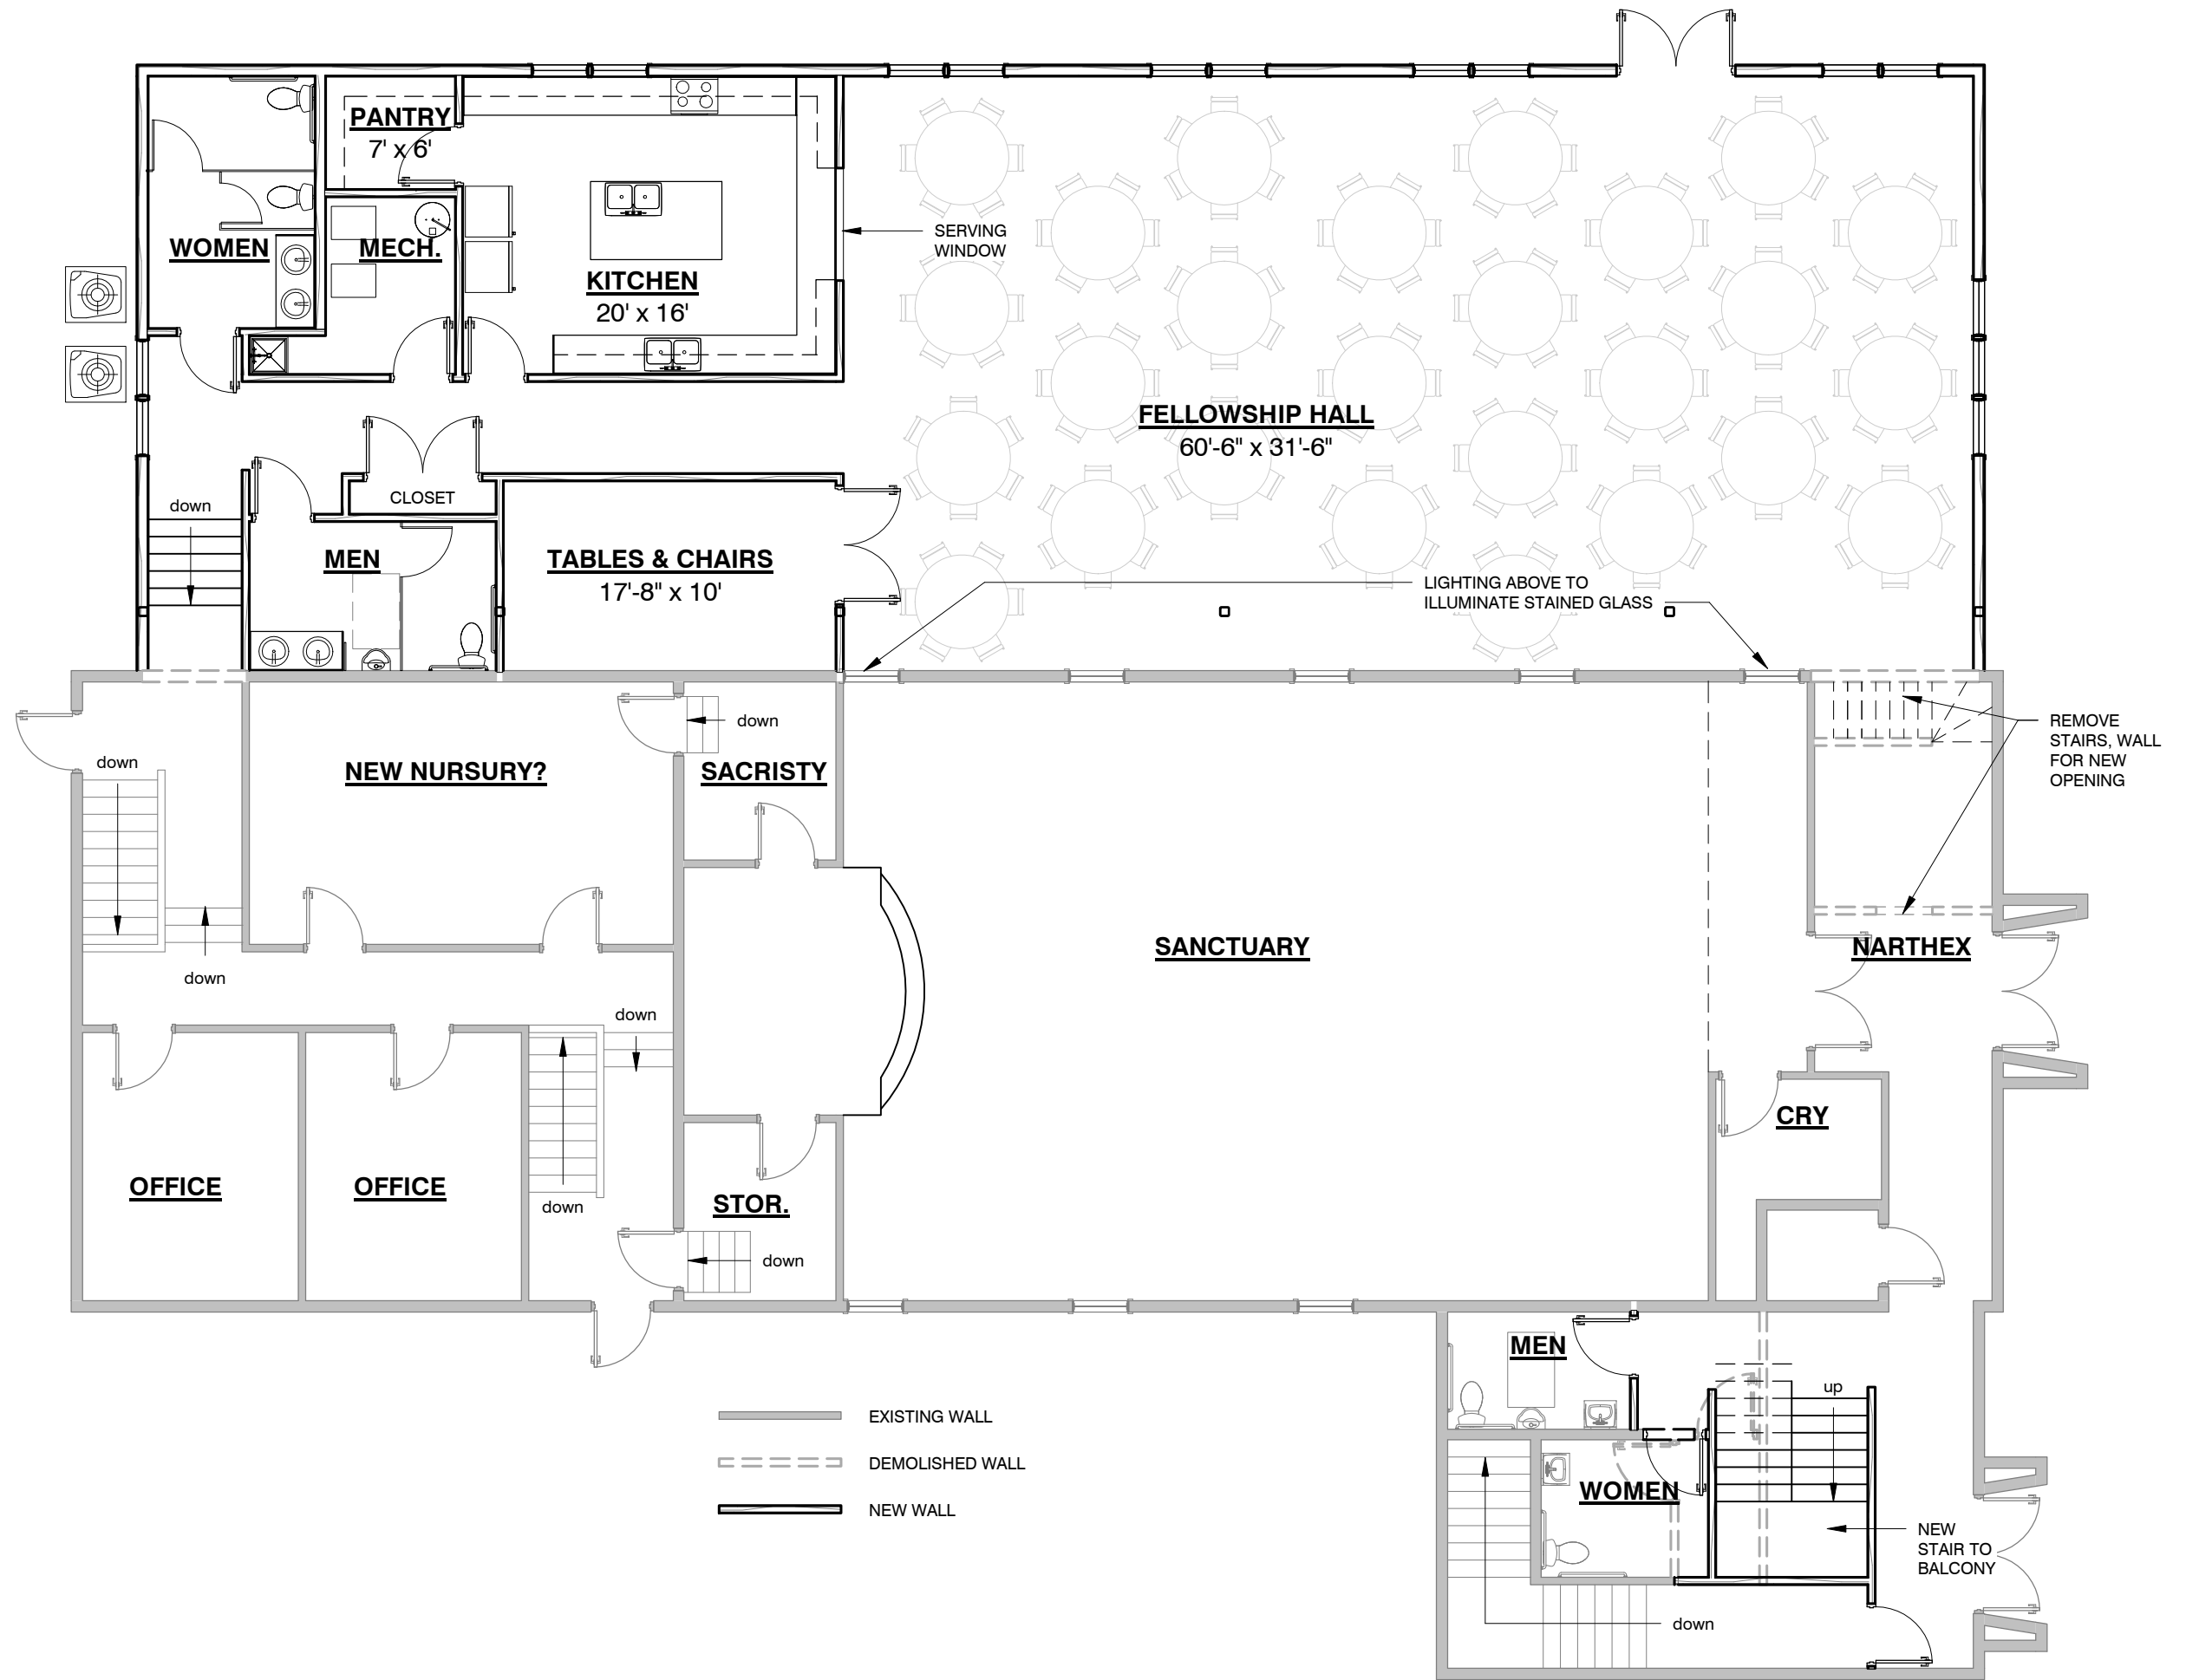 PANTRY
7' x 6'
WOMEN
MECH.
KITCHEN
20' x 16'
SERVING
WINDOW
FELLOWSHIP HALL
60'-6" x 31'-6"
down
CLOSET
MEN
TABLES & CHAIRS
17'-8" x 10'
LIGHTING ABOVE TO
ILLUMINATE STAINED GLASS
down
down
NEW NURSURY?
SACRISTY
REMOVE
STAIRS, WALL
FOR NEW
OPENING
SANCTUARY
NARTHEX
down
down
CRY
OFFICE
OFFICE
down
STOR.
down
MEN
up
EXISTING WALL
DEMOLISHED WALL
NEW WALL
WOMEN
NEW
STAIR TO
BALCONY
down